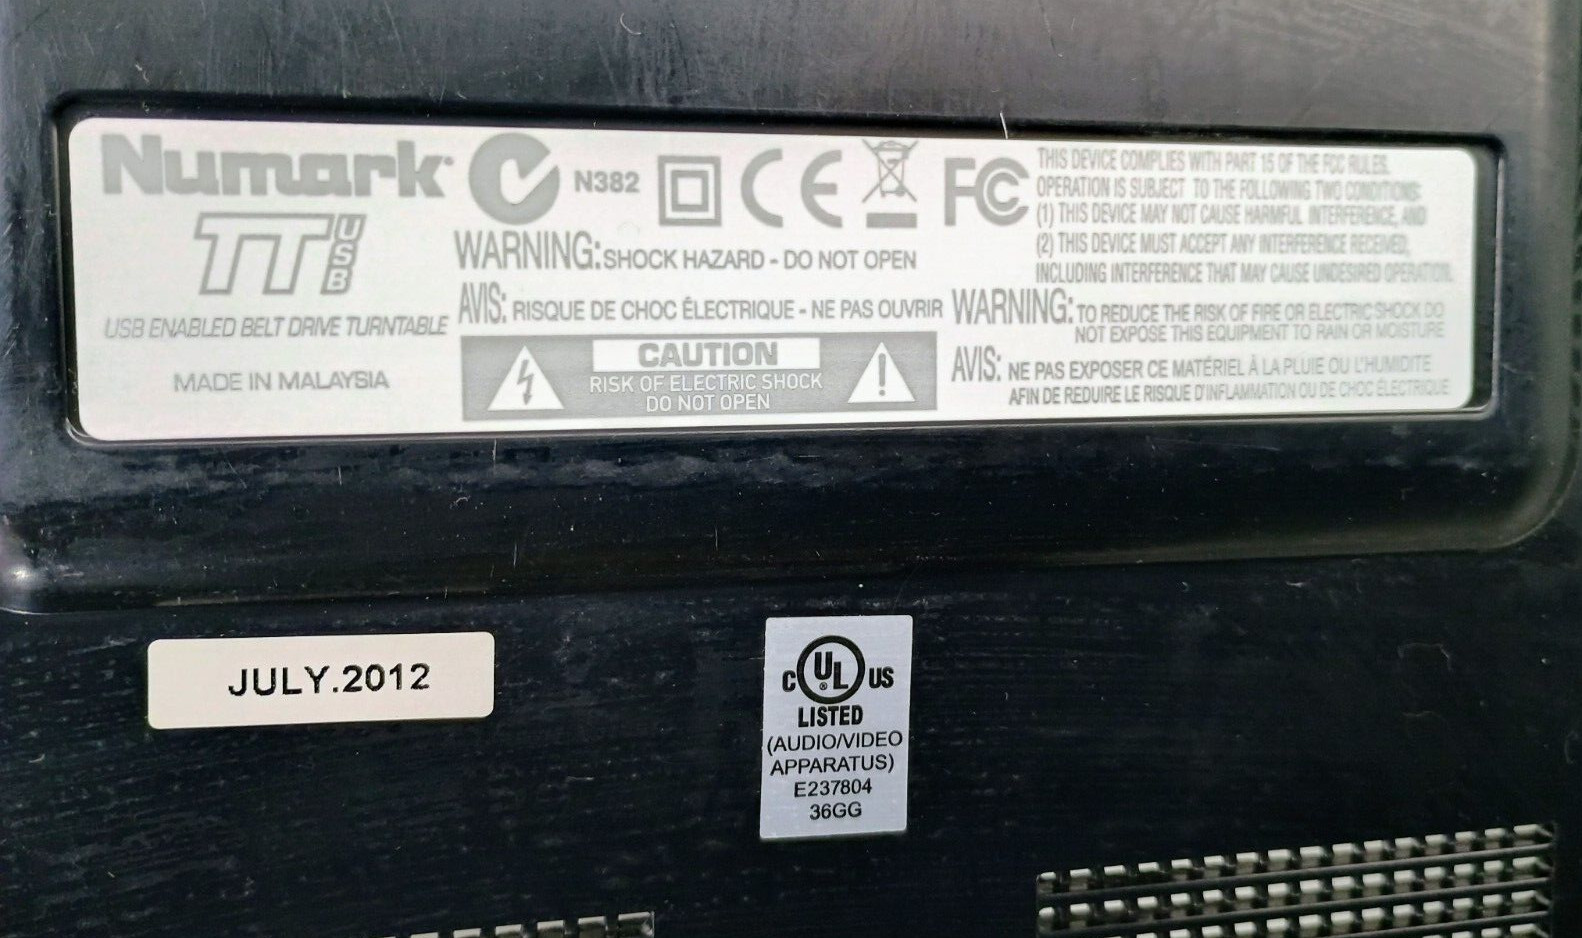 Numark
N382
CE
FC
TT USB
USB ENABLED BELT DRIVE TURNTABLE
MADE IN MALAYSIA
WARNING: SHOCK HAZARD - DO NOT OPEN
AVIS: RISQUE DE CHOC ÉLECTRIQUE - NE PAS OUVRIR
CAUTION
RISK OF ELECTRIC SHOCK
DO NOT OPEN
THIS DEVICE COMPLIES WITH PART 15 OF THE FCC RULES.
OPERATION IS SUBJECT TO THE FOLLOWING TWO CONDITIONS:
(1) THIS DEVICE MAY NOT CAUSE HARMFUL INTERFERENCE, AND
(2) THIS DEVICE MUST ACCEPT ANY INTERFERENCE RECEIVED,
INCLUDING INTERFERENCE THAT MAY CAUSE UNDESIRED OPERATION.
WARNING: TO REDUCE THE RISK OF FIRE OR ELECTRIC SHOCK DO
NOT EXPOSE THIS EQUIPMENT TO RAIN OR MOISTURE
AVIS: NE PAS EXPOSER CE MATÉRIEL À LA PLUIE OU L'HUMIDITE
AFIN DE REDUIRE LE RISQUE D'INFLAMMATION OU DE CHOC ÉLECTRIQUE
JULY.2012
C UL® US
LISTED
(AUDIO/VIDEO
APPARATUS)
E237804
36GG